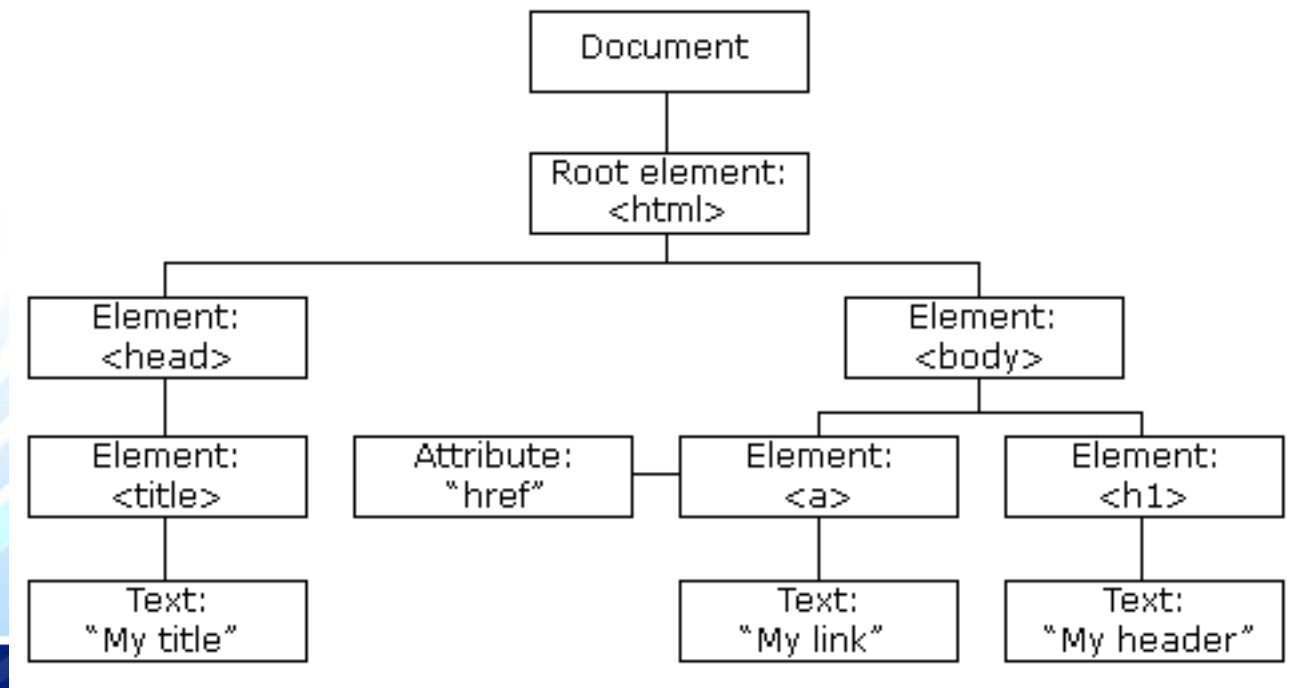 Document
Root element:
<html>
Element:
<head>
Element:
<body>
Element:
<title>
Attribute:
“href”
Element:
<a>
Element:
<h1>
Text:
“My title”
Text:
“My link”
Text:
“My header”